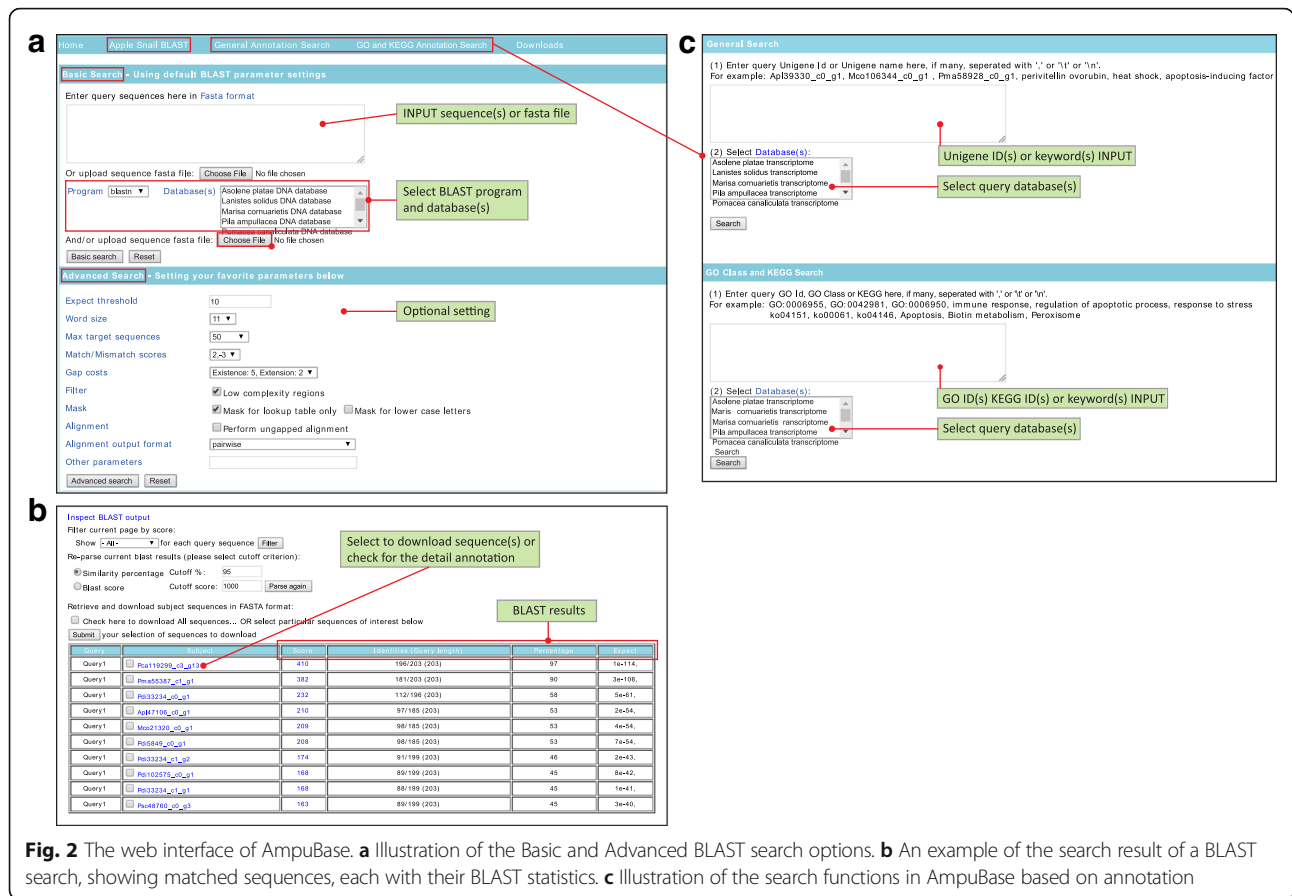 a
Home Apple Snail BLAST General Annotation Search GO and KEGG Annotation Search Downloads
Basic Search - Using default BLAST parameter settings
Enter query sequences here in Fasta format
INPUT sequence(s) or fasta file
Or upload sequence fasta file: Choose File No file chosen
Program blastn Database(s)
Asolene platae DNA database
Lanistes solidus DNA database
Marisa cornuarietis DNA database
Pila ampullacea DNA database
Pomacea canaliculata DNA database
Select BLAST program
and database(s)
And/or upload sequence fasta file: Choose File No file chosen
Basic search Reset
Advanced Search - Setting your favorite parameters below
Expect threshold 10
Word size 11
Optional setting
Max target sequences 50
Match/Mismatch scores 2,-3
Gap costs Existence: 5, Extension: 2
Filter Low complexity regions
Mask Mask for lookup table only Mask for lower case letters
Alignment Perform ungapped alignment
Alignment output format pairwise
Other parameters
Advanced search Reset
b
Inspect BLAST output
Filter current page by score:
Show - All - for each query sequence Filter
Re-parse current blast results (please select cutoff criterion):
Similarity percentage Cutoff %: 95
Blast score Cutoff score: 1000 Parse again
Select to download sequence(s) or
check for the detail annotation
Retrieve and download subject sequences in FASTA format:
Check here to download All sequences... OR select particular sequences of interest below
Submit your selection of sequences to download
BLAST results
Query Subject Score Identities (Query length) Percentage Expect
Query1 Pca119299_c3_g13 410 196/203 (203) 97 1e-114,
Query1 Pma55387_c1_g1 382 181/203 (203) 90 3e-106,
Query1 Pdi33234_c0_g1 232 112/196 (203) 58 5e-61,
Query1 Apl47106_c0_g1 210 97/185 (203) 53 2e-54,
Query1 Mco21320_c0_g1 209 98/185 (203) 53 4e-54,
Query1 Pdi5849_c0_g1 208 98/185 (203) 53 7e-54,
Query1 Pdi33234_c1_g2 174 91/199 (203) 46 2e-43,
Query1 Pdi102575_c0_g1 168 89/199 (203) 45 8e-42,
Query1 Pdi33234_c1_g1 168 88/199 (203) 45 1e-41,
Query1 Psc48760_c0_g3 163 89/199 (203) 45 3e-40,
c
General Search
(1) Enter query Unigene Id or Unigene name here, if many, seperated with ',' or '\t' or '\n'.
For example: Apl39330_c0_g1, Mco106344_c0_g1 , Pma58928_c0_g1, perivitellin ovorubin, heat shock, apoptosis-inducing factor
Unigene ID(s) or keyword(s) INPUT
(2) Select Database(s):
Asolene platae transcriptome
Lanistes solidus transcriptome
Marisa cornuarietis transcriptome
Pila ampullacea transcriptome
Pomacea canaliculata transcriptome
Select query database(s)
Search
GO Class and KEGG Search
(1) Enter query GO Id, GO Class or KEGG here, if many, seperated with ',' or '\t' or '\n'.
For example: GO:0006955, GO:0042981, GO:0006950, immune response, regulation of apoptotic process, response to stress
ko04151, ko00061, ko04146, Apoptosis, Biotin metabolism, Peroxisome
GO ID(s) KEGG ID(s) or keyword(s) INPUT
(2) Select Database(s):
Asolene platae transcriptome
Maris cornuarietis transcriptome
Marisa cornuarietis ranscriptome
Pila ampullacea transcriptome
Pomacea canaliculata transcriptome
Select query database(s)
Search
Search
Fig. 2 The web interface of AmpuBase. a Illustration of the Basic and Advanced BLAST search options. b An example of the search result of a BLAST
search, showing matched sequences, each with their BLAST statistics. c Illustration of the search functions in AmpuBase based on annotation